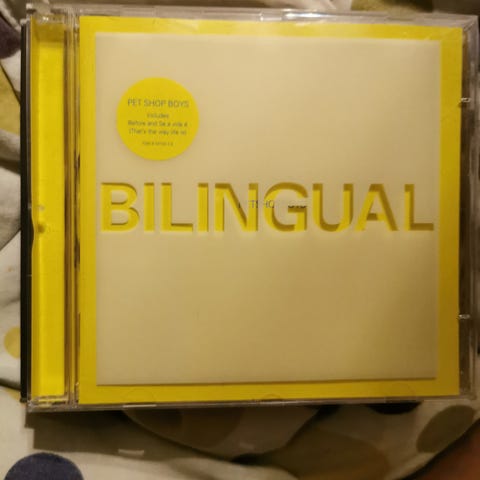 PET SHOP BOYS
Includes
Before and Se a vida é
(That's the way life is)
BILINGUAL